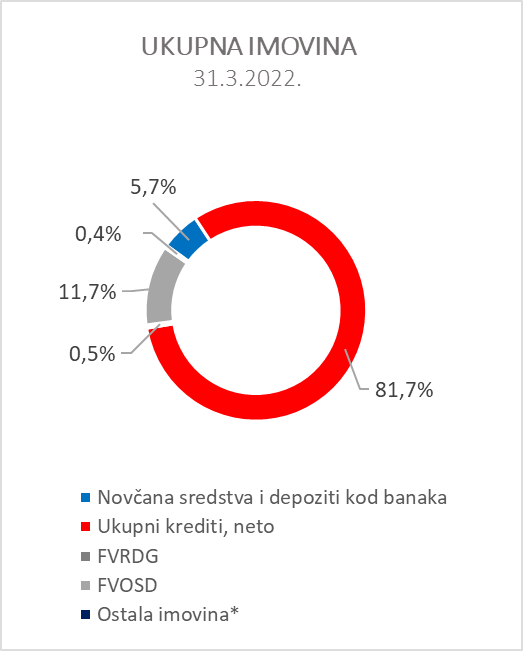 UKUPNA IMOVINA
31.3.2022.
5,7%
0,4%
11,7%
0,5%
81,7%
Novčana sredstva i depoziti kod banaka
Ukupni krediti, neto
FVRDG
FVOSD
Ostala imovina*